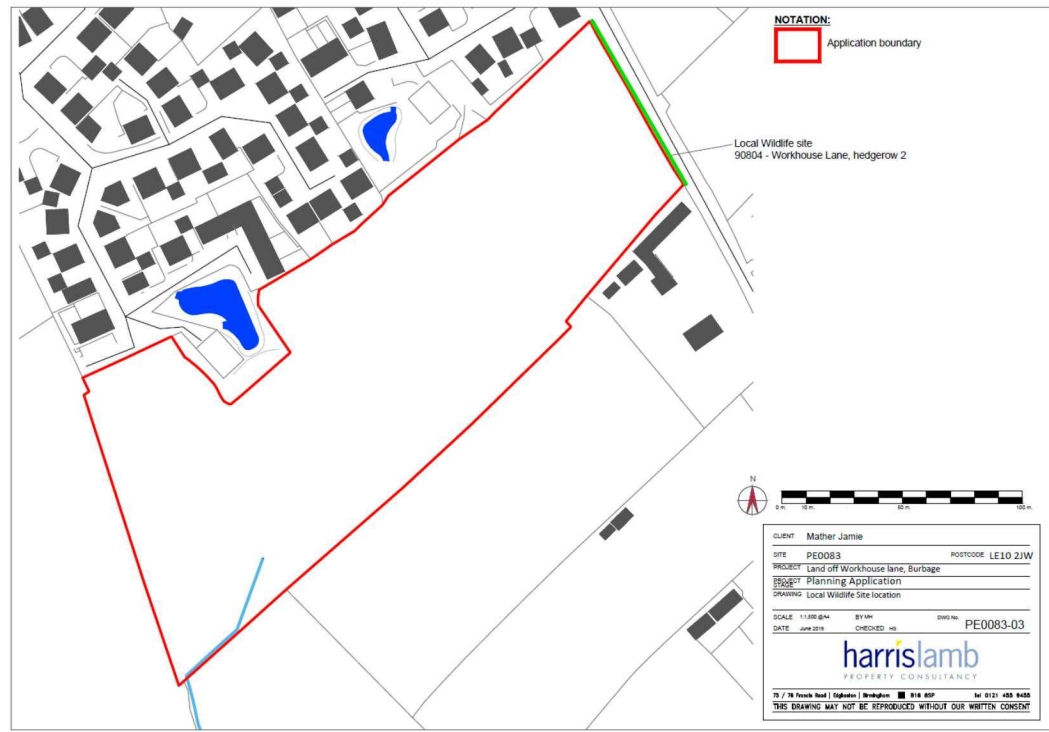 NOTATION:
Application boundary
Local Wildlife site
90804 - Workhouse Lane, hedgerow 2
N
0 m. 10 m. 50 m. 100 m.
CLIENT Mather Jamie
SITE PE0083 POSTCODE LE10 2JW
PROJECT Land off Workhouse lane, Burbage
PROJECT STAGE Planning Application
DRAWING Local Wildlife Site location
SCALE 1:1,500 @A4 BY MH DWG No. PE0083-03
DATE June 2019 CHECKED HS
harrislamb
PROPERTY CONSULTANCY
75 / 76 Francis Road | Edgbaston | Birmingham B16 8SP tel 0121 455 9455
THIS DRAWING MAY NOT BE REPRODUCED WITHOUT OUR WRITTEN CONSENT